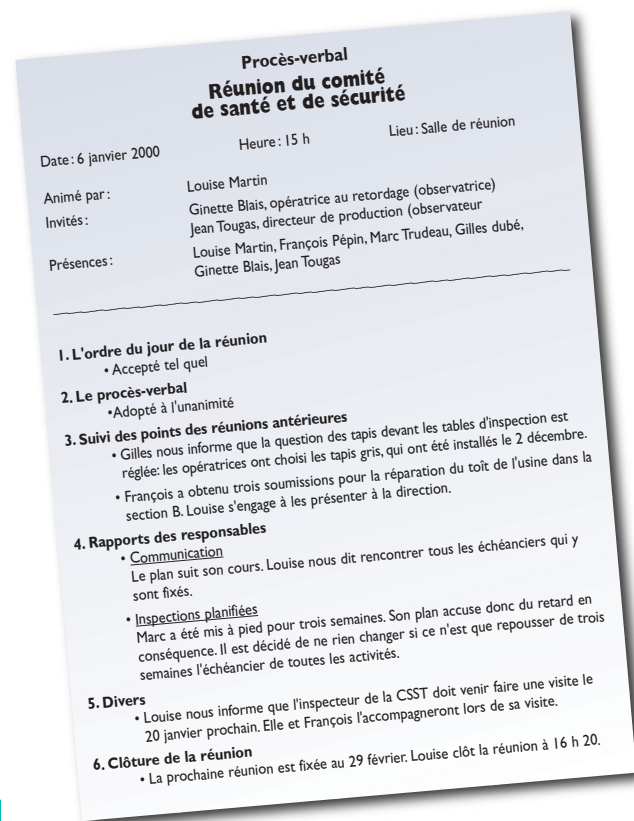 Procès-verbal
Réunion du comité
de santé et de sécurité
Date : 6 janvier 2000 Heure : 15 h Lieu : Salle de réunion
Animé par : Louise Martin
Invités : Ginette Blais, opératrice au retordage (observatrice)
Jean Tougas, directeur de production (observateur
Présences : Louise Martin, François Pépin, Marc Trudeau, Gilles dubé,
Ginette Blais, Jean Tougas
1. L'ordre du jour de la réunion
• Accepté tel quel
2. Le procès-verbal
•Adopté à l'unanimité
3. Suivi des points des réunions antérieures
• Gilles nous informe que la question des tapis devant les tables d'inspection est
réglée: les opératrices ont choisi les tapis gris, qui ont été installés le 2 décembre.
• François a obtenu trois soumissions pour la réparation du toît de l'usine dans la
section B. Louise s'engage à les présenter à la direction.
4. Rapports des responsables
• Communication
Le plan suit son cours. Louise nous dit rencontrer tous les échéanciers qui y
sont fixés.
• Inspections planifiées
Marc a été mis à pied pour trois semaines. Son plan accuse donc du retard en
conséquence. Il est décidé de ne rien changer si ce n'est que repousser de trois
semaines l'échéancier de toutes les activités.
5. Divers
• Louise nous informe que l'inspecteur de la CSST doit venir faire une visite le
20 janvier prochain. Elle et François l'accompagneront lors de sa visite.
6. Clôture de la réunion
• La prochaine réunion est fixée au 29 février. Louise clôt la réunion à 16 h 20.